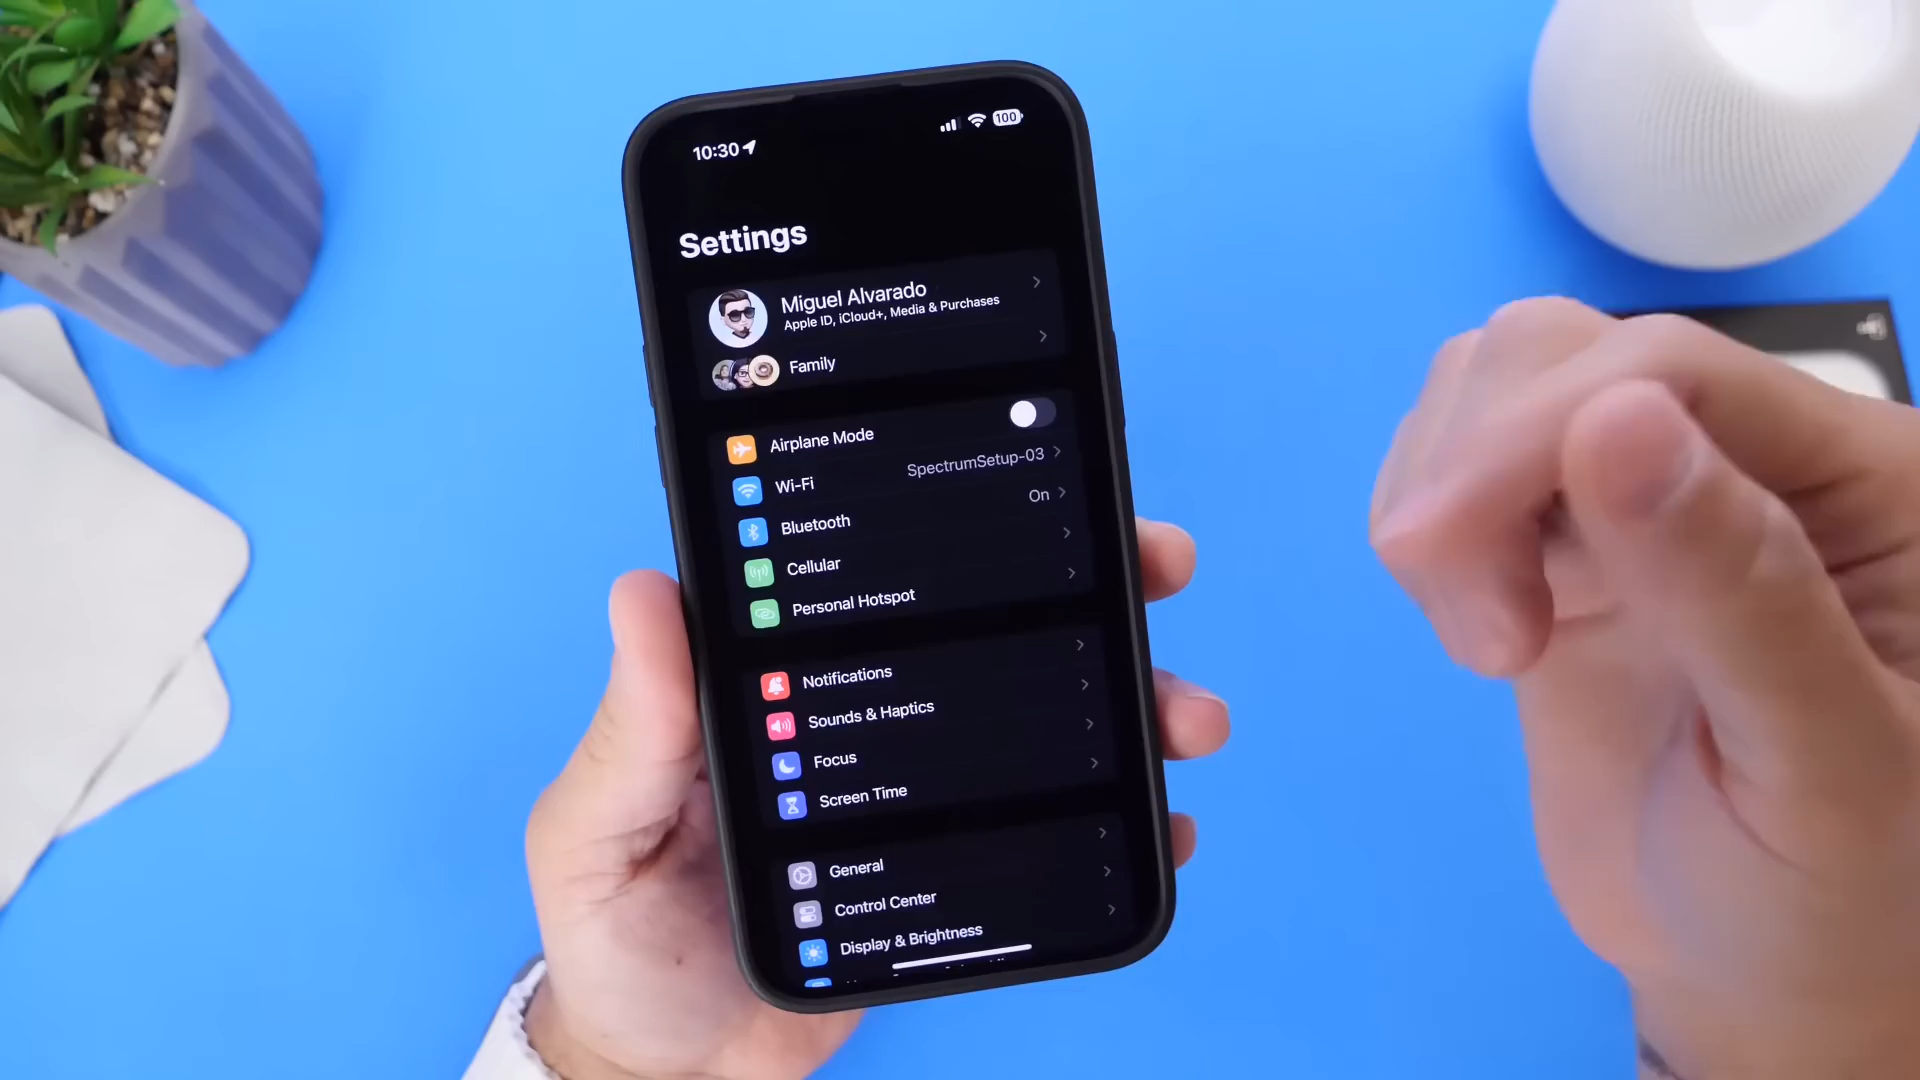 10:30
100
Settings
Miguel Alvarado
Apple ID, iCloud+, Media & Purchases
Family
Airplane Mode
Wi-Fi SpectrumSetup-03
Bluetooth On
Cellular
Personal Hotspot
Notifications
Sounds & Haptics
Focus
Screen Time
General
Control Center
Display & Brightness